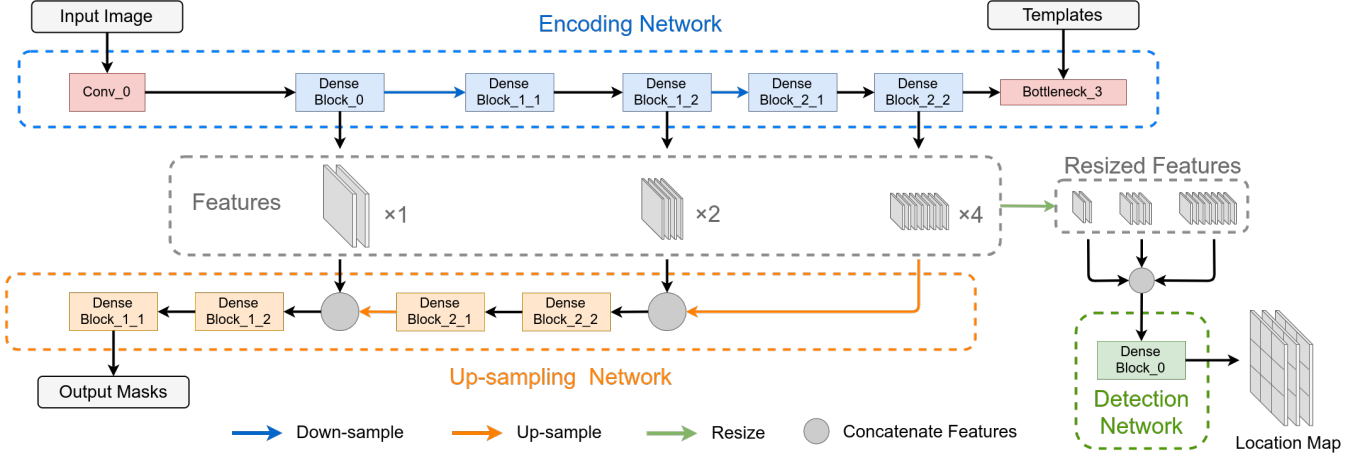 Input Image
Encoding Network
Templates
Conv_0
Dense
Block_0
Dense
Block_1_1
Dense
Block_1_2
Dense
Block_2_1
Dense
Block_2_2
Bottleneck_3
Features
×1
×2
×4
Resized Features
Dense
Block_1_1
Dense
Block_1_2
Dense
Block_2_1
Dense
Block_2_2
Output Masks
Up-sampling Network
Dense
Block_0
Detection
Network
Location Map
Down-sample
Up-sample
Resize
Concatenate Features